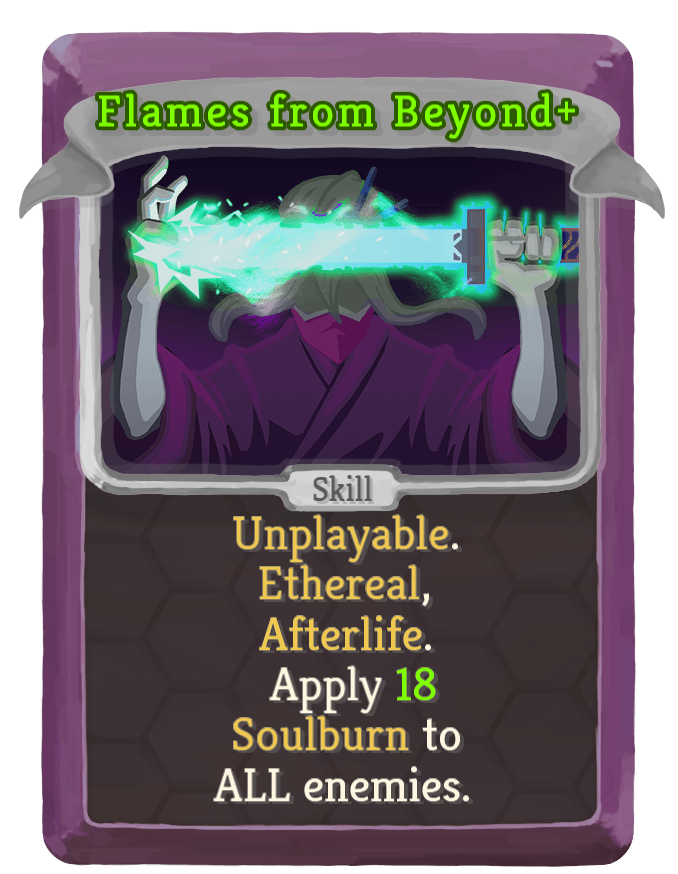 Flames from Beyond+
Skill
Unplayable.
Ethereal,
Afterlife.
Apply 18
Soulburn to
ALL enemies.